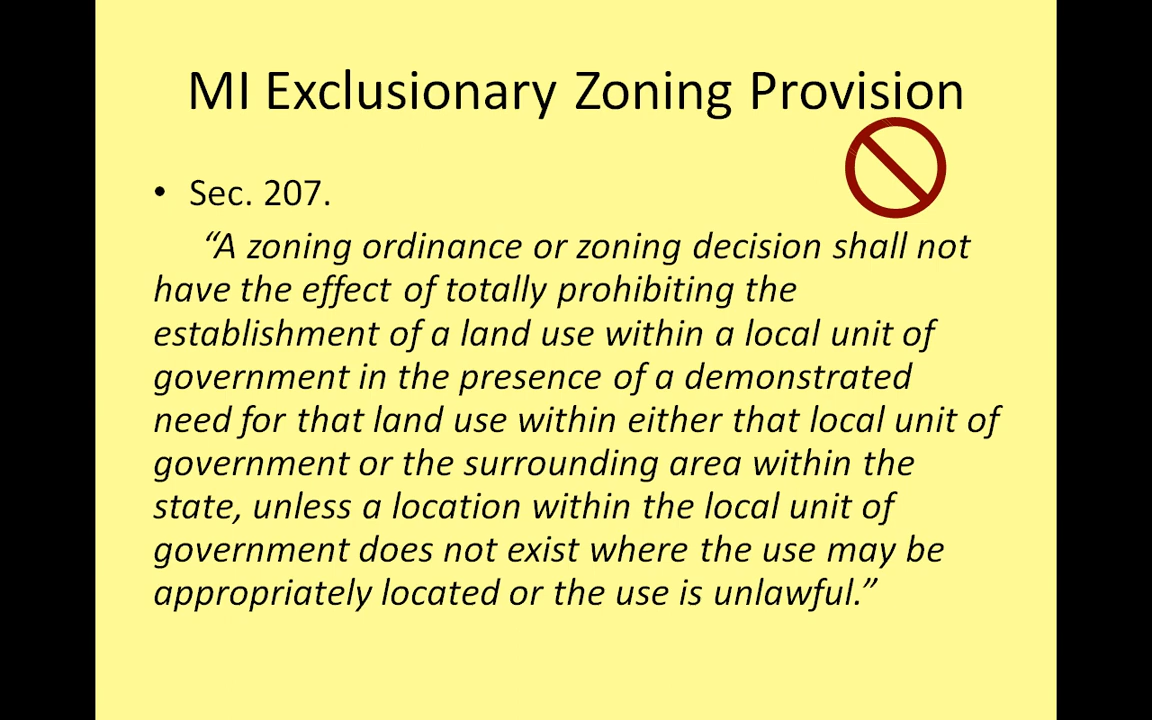 MI Exclusionary Zoning Provision
• Sec. 207.
“A zoning ordinance or zoning decision shall not
have the effect of totally prohibiting the
establishment of a land use within a local unit of
government in the presence of a demonstrated
need for that land use within either that local unit of
government or the surrounding area within the
state, unless a location within the local unit of
government does not exist where the use may be
appropriately located or the use is unlawful.”